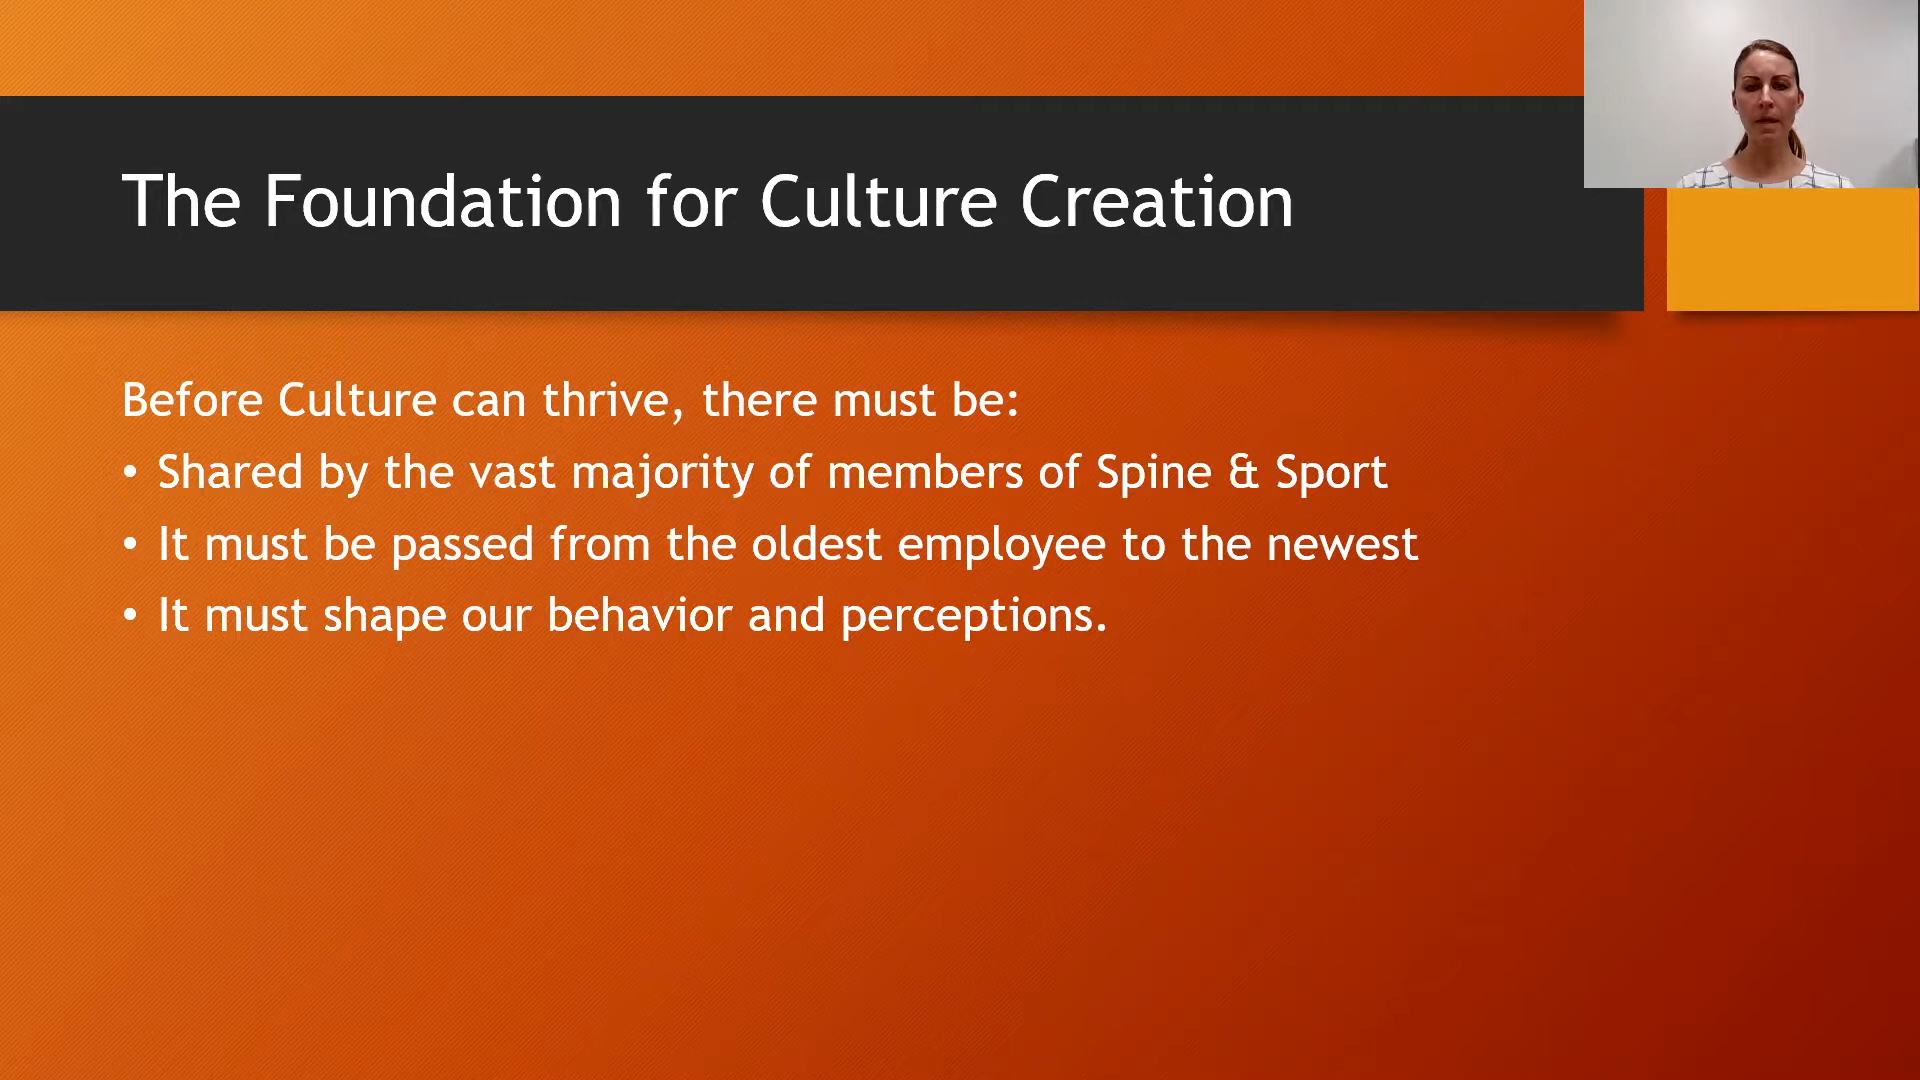 The Foundation for Culture Creation
Before Culture can thrive, there must be:
• Shared by the vast majority of members of Spine & Sport
• It must be passed from the oldest employee to the newest
• It must shape our behavior and perceptions.